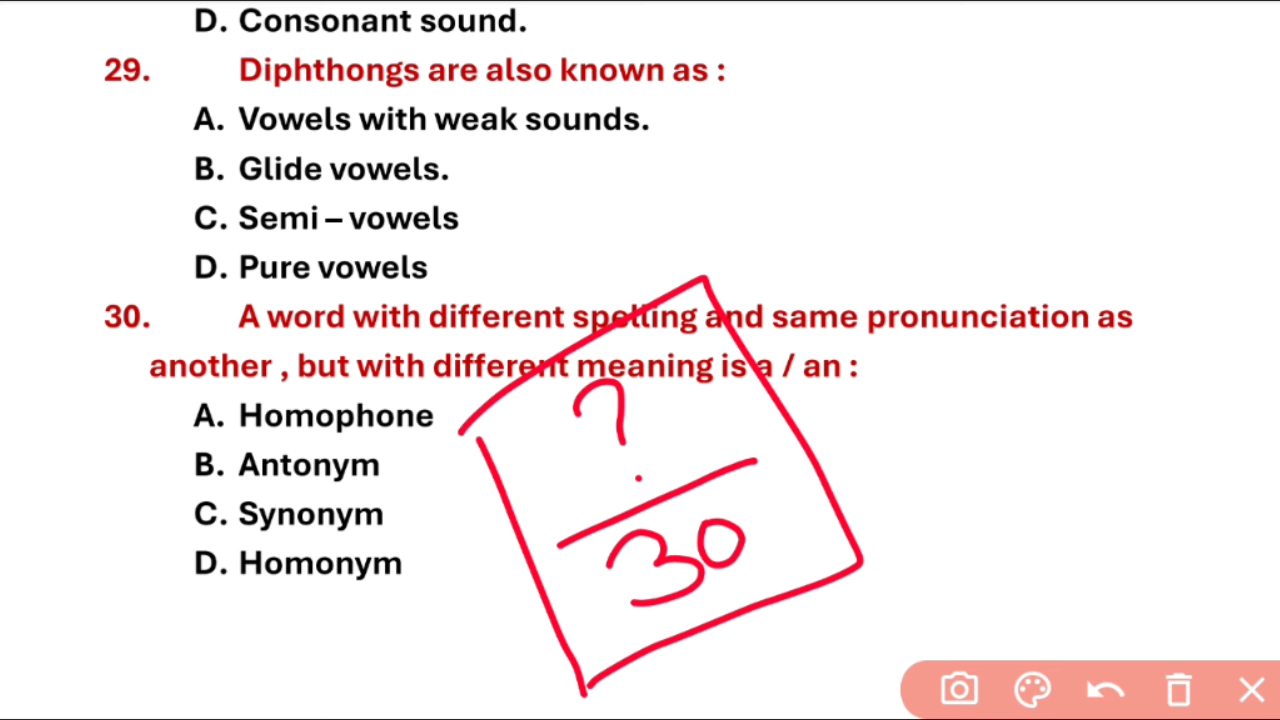 D. Consonant sound.
29. Diphthongs are also known as :
A. Vowels with weak sounds.
B. Glide vowels.
C. Semi – vowels
D. Pure vowels
30. A word with different spelling and same pronunciation as
another , but with different meaning is a / an :
A. Homophone
B. Antonym
C. Synonym
D. Homonym
?
30